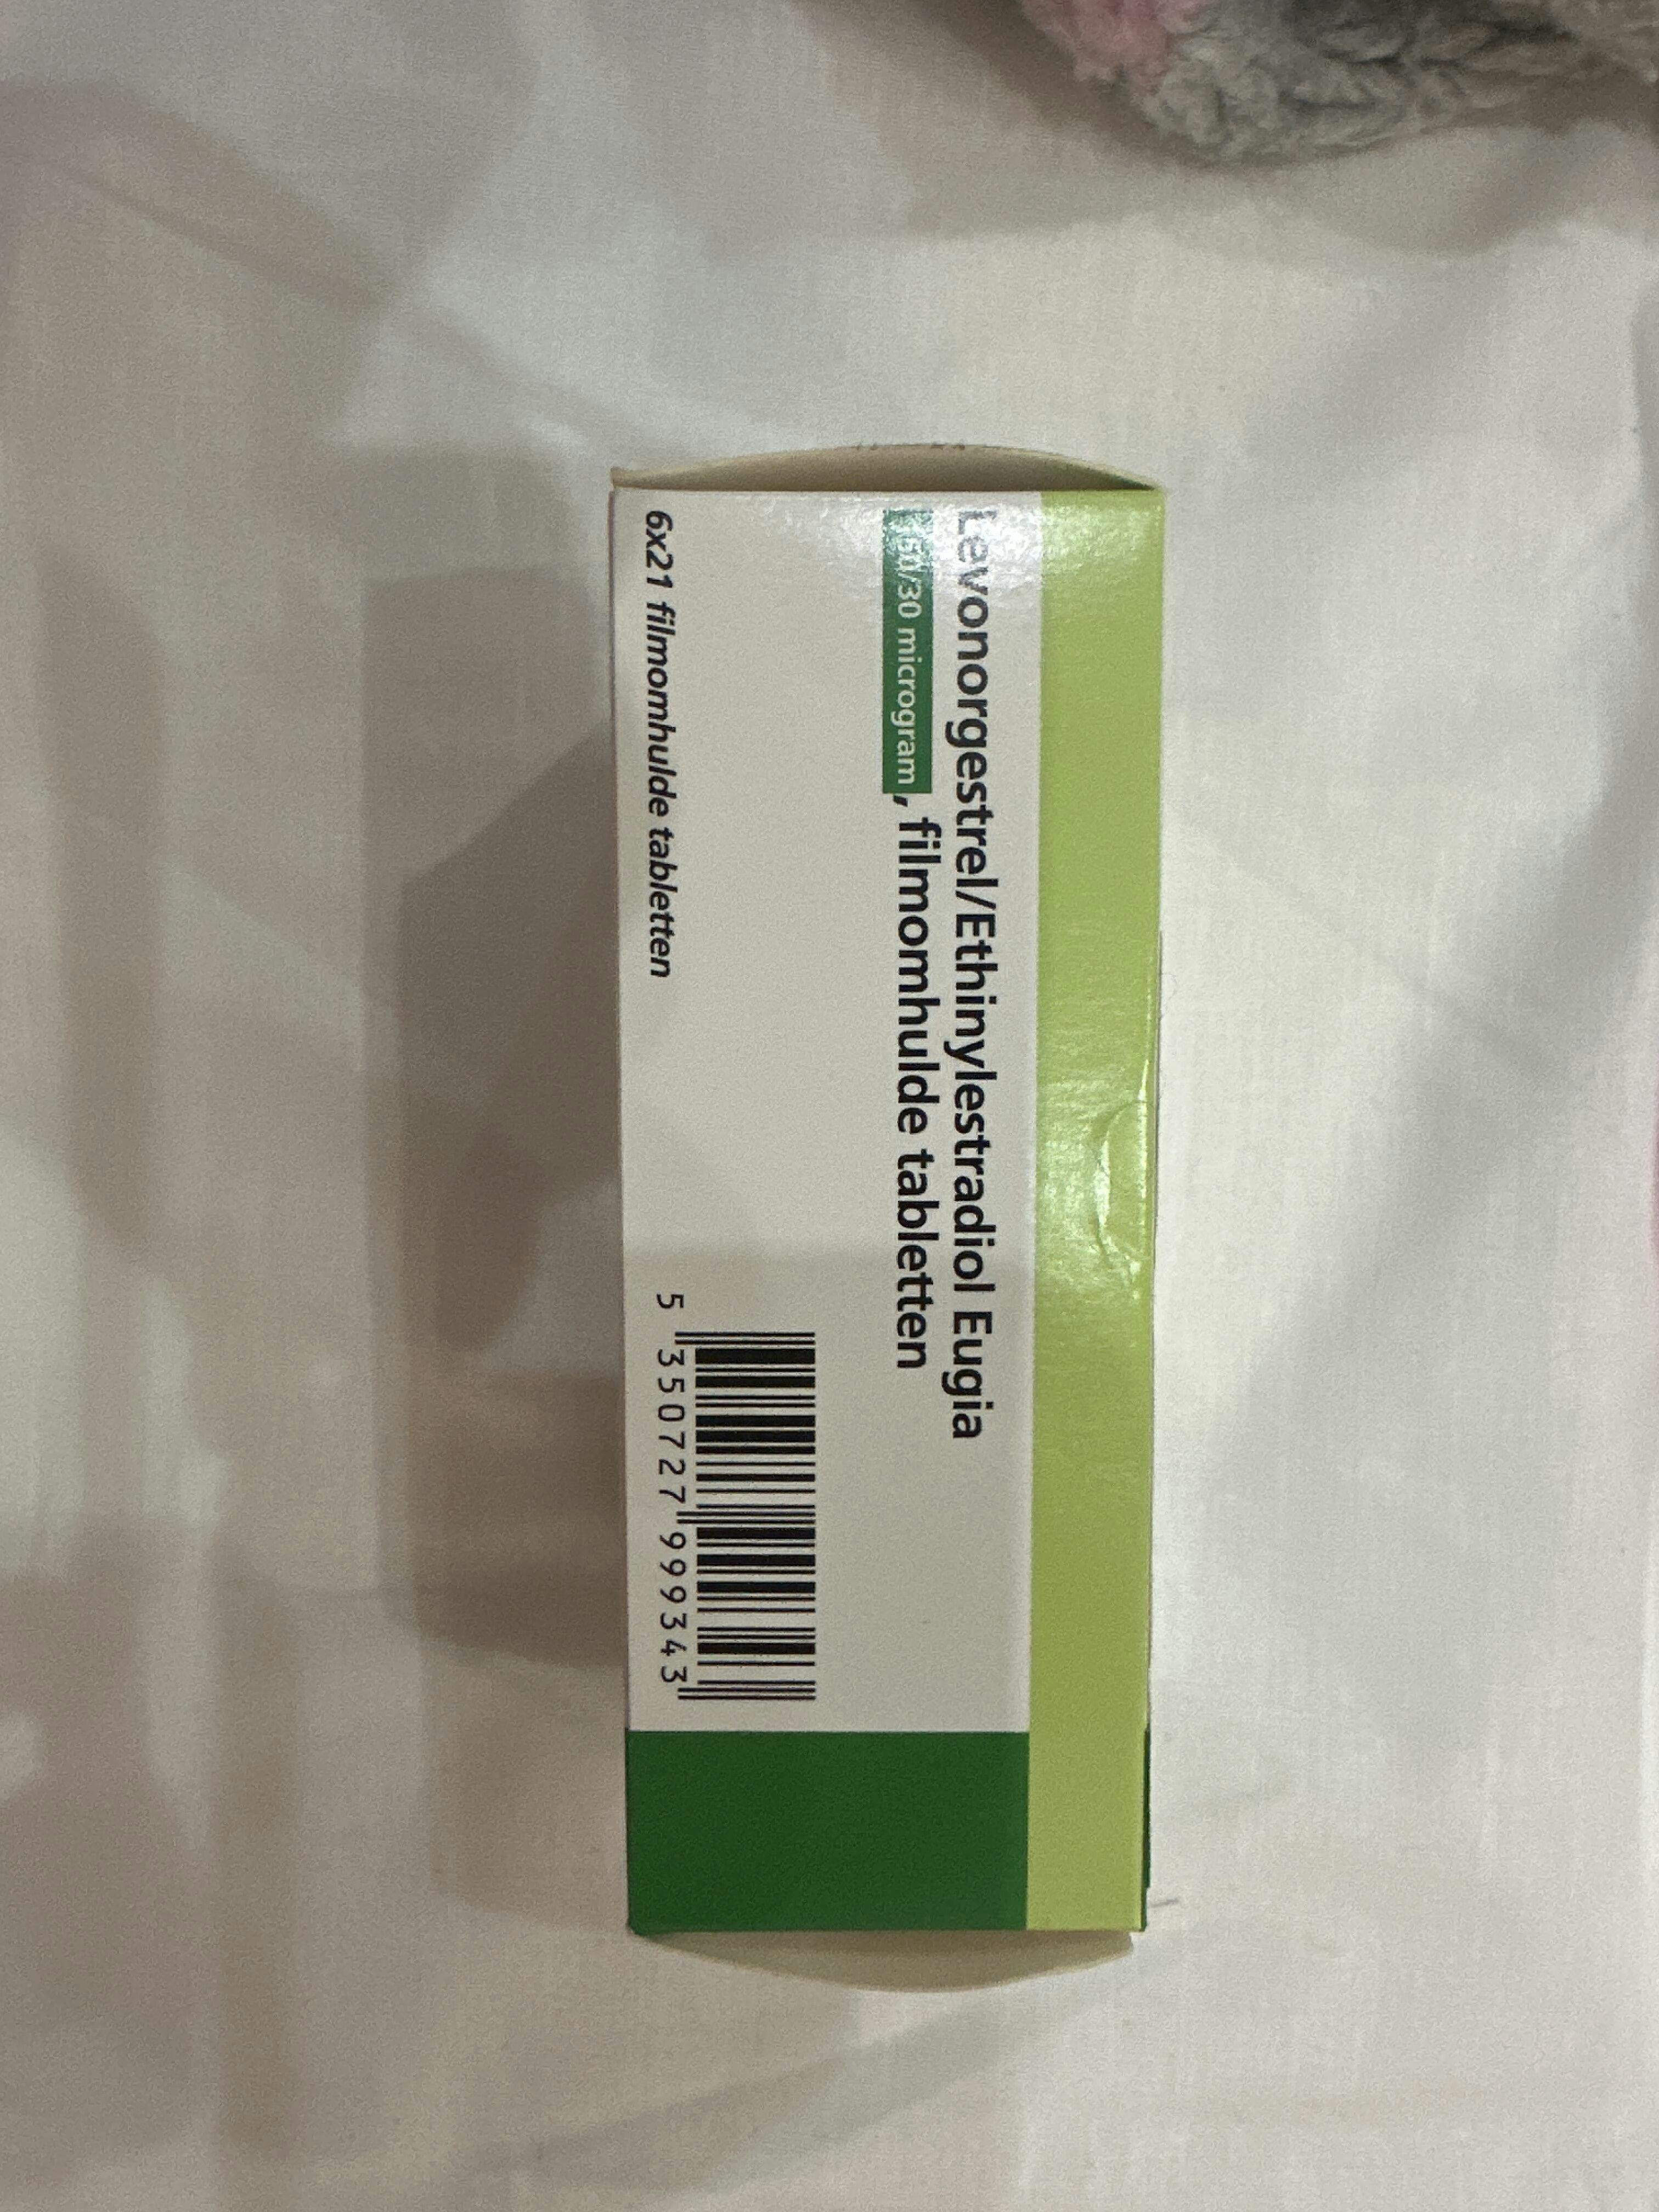 Levonorgestrel/Ethinylestradiol Eugia
150/30 microgram, filmomhulde tabletten
6x21 filmomhulde tabletten
5 350727 999343